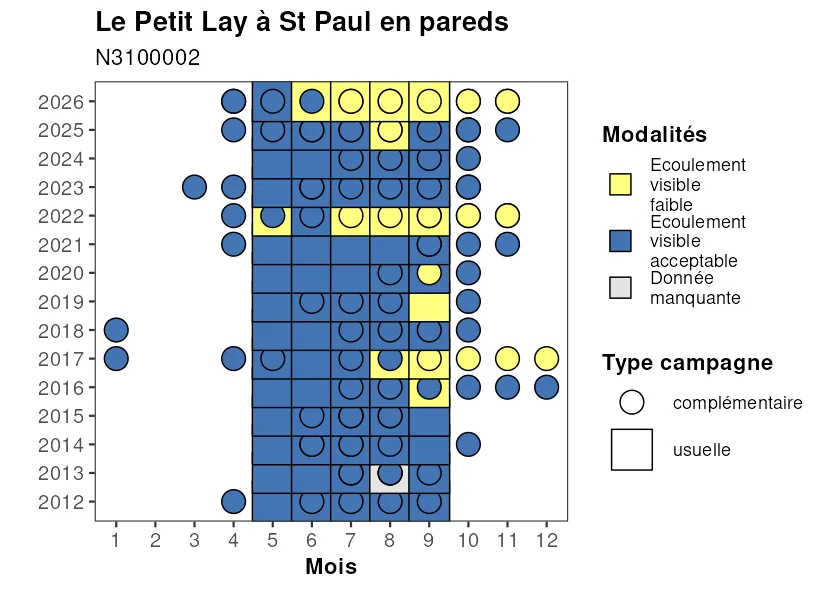 Le Petit Lay à St Paul en pareds
N3100002
2026
2025
2024
2023
2022
2021
2020
2019
2018
2017
2016
2015
2014
2013
2012
1 2 3 4 5 6 7 8 9 10 11 12
Mois
Modalités
Ecoulement
visible
faible
Ecoulement
visible
acceptable
Donnée
manquante
Type campagne
complémentaire
usuelle